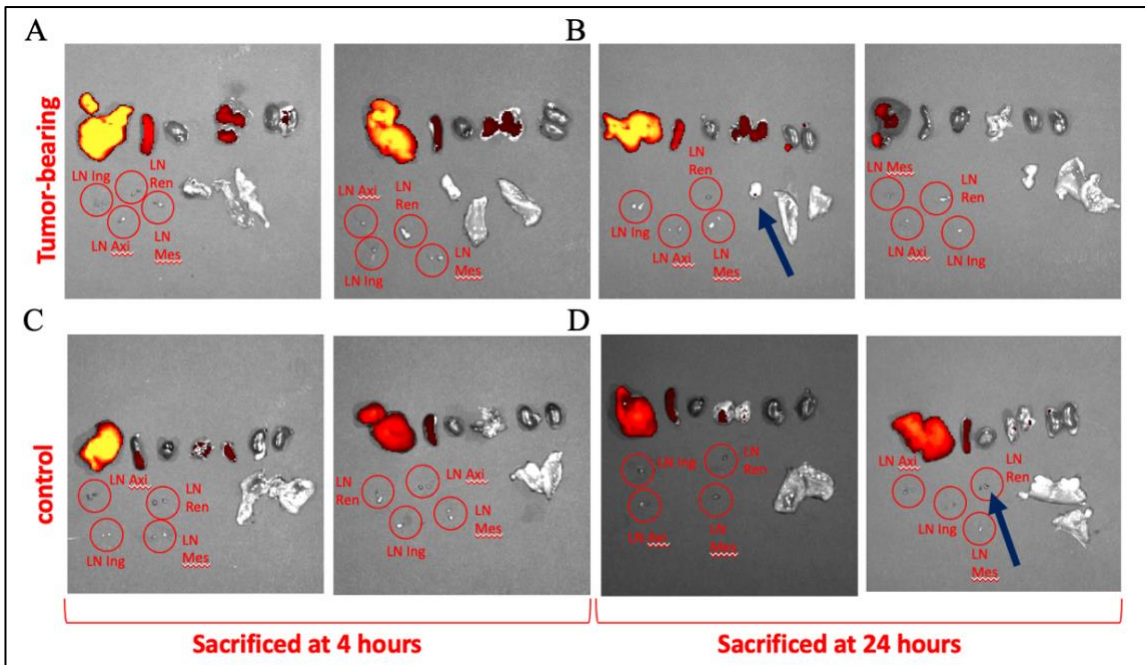 A
B
Tumor-bearing
LN Ing
LN
Ren
LN Axi
LN
Mes
LN Axi
LN
Ren
LN Ing
LN
Mes
LN
Ren
LN Ing
LN Axi
LN
Mes
LN Mes
LN
Ren
LN Axi
LN Ing
C
D
control
LN Axi
LN
Ren
LN Ing
LN
Mes
LN
Ren
LN Axi
LN Ing
LN
Mes
LN Ing
LN
Ren
LN Axi
LN
Mes
LN Axi
LN
Ren
LN Ing
LN
Mes
Sacrificed at 4 hours
Sacrificed at 24 hours